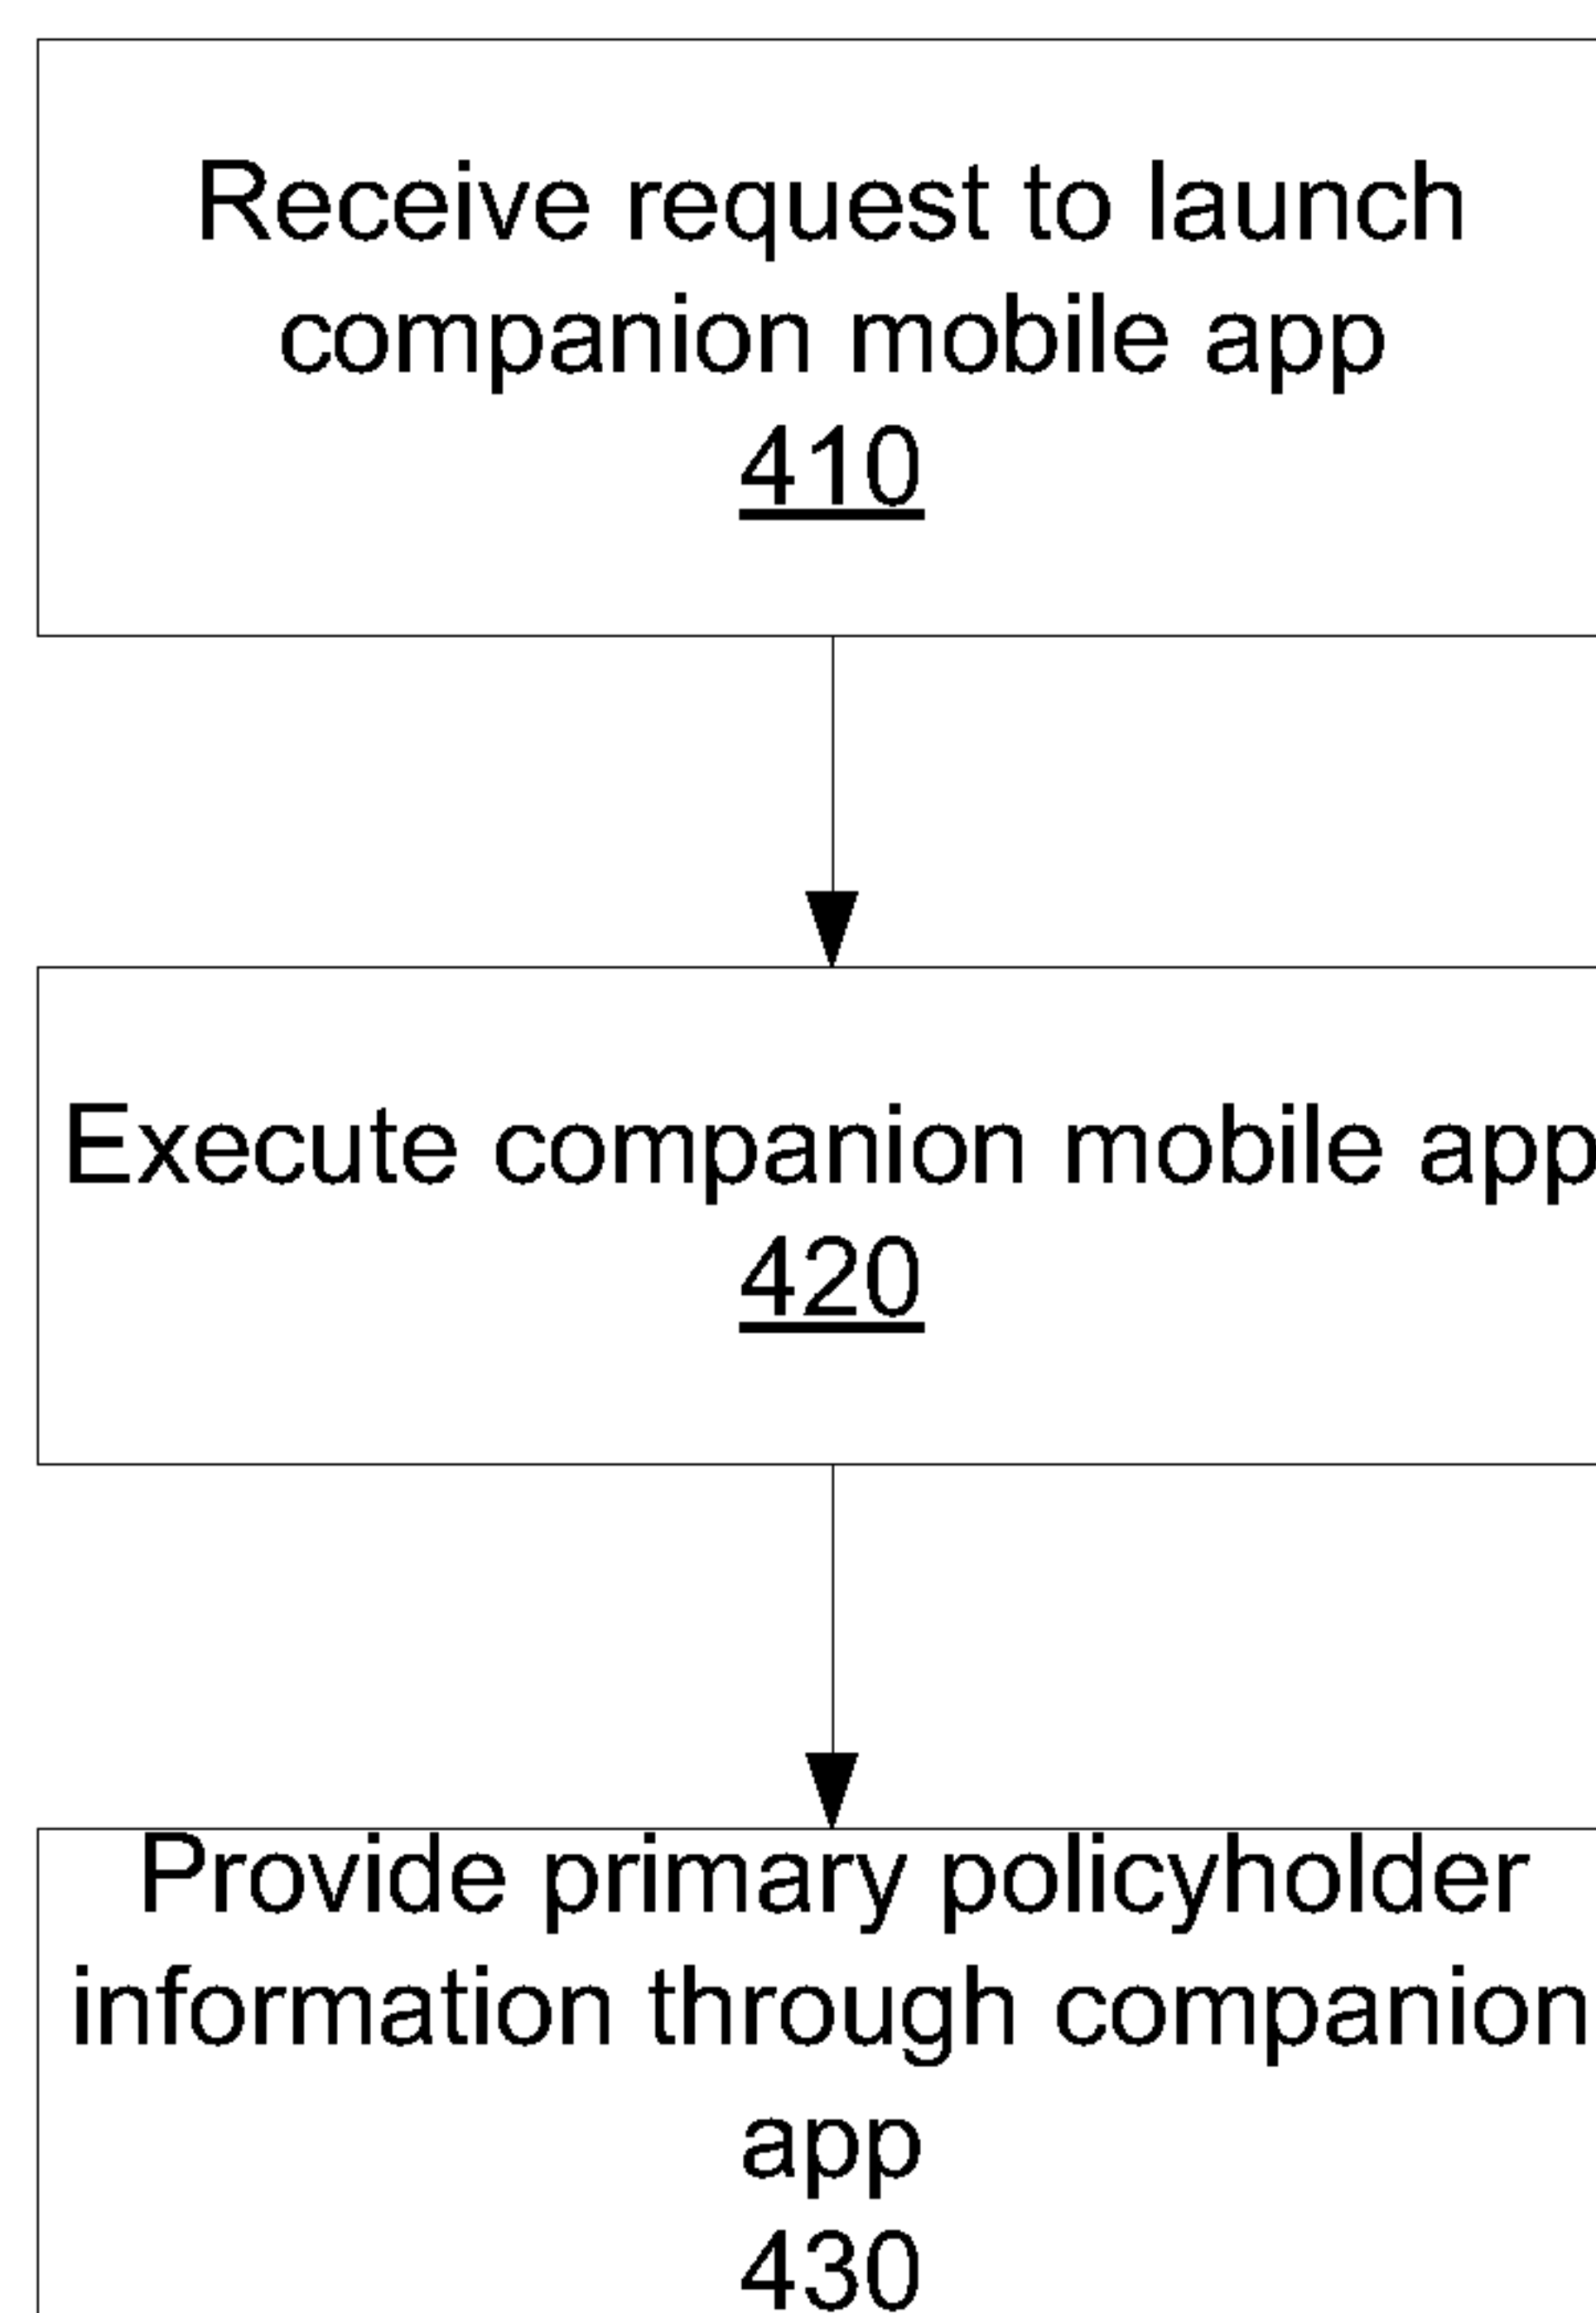 Receive request to launch
companion mobile app
410
Execute companion mobile app
420
Provide primary policyholder
information through companion
app
430